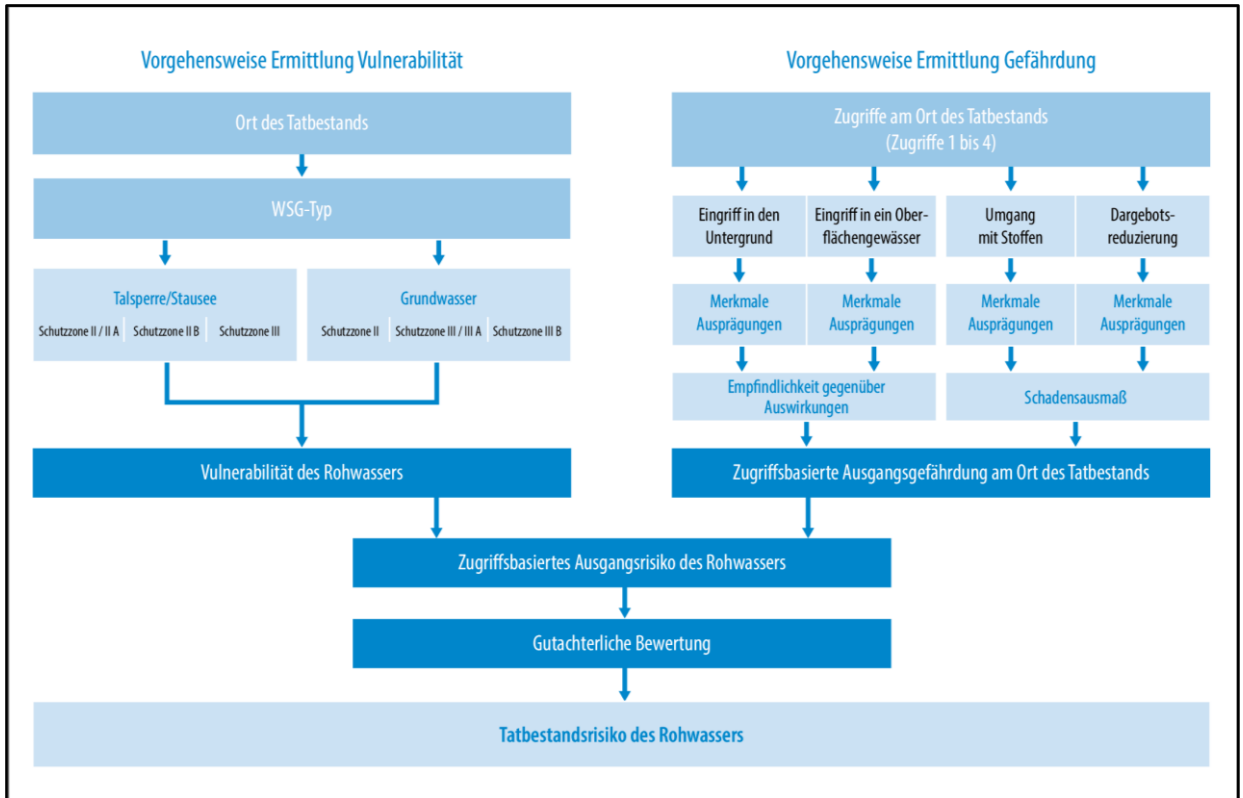 Vorgehensweise Ermittlung Vulnerabilität
Ort des Tatbestands
WSG-Typ
Talsperre/Stausee
Schutzzone II / II A
Schutzzone II B
Schutzzone III
Grundwasser
Schutzzone II
Schutzzone III / III A
Schutzzone III B
Vulnerabilität des Rohwassers
Vorgehensweise Ermittlung Gefährdung
Zugriffe am Ort des Tatbestands
(Zugriffe 1 bis 4)
Eingriff in den
Untergrund
Eingriff in ein Ober-
flächengewässer
Umgang
mit Stoffen
Dargebots-
reduzierung
Merkmale
Ausprägungen
Merkmale
Ausprägungen
Merkmale
Ausprägungen
Merkmale
Ausprägungen
Empfindlichkeit gegenüber
Auswirkungen
Schadensausmaß
Zugriffsbasierte Ausgangsgefährdung am Ort des Tatbestands
Zugriffsbasiertes Ausgangsrisiko des Rohwassers
Gutachterliche Bewertung
Tatbestandsrisiko des Rohwassers